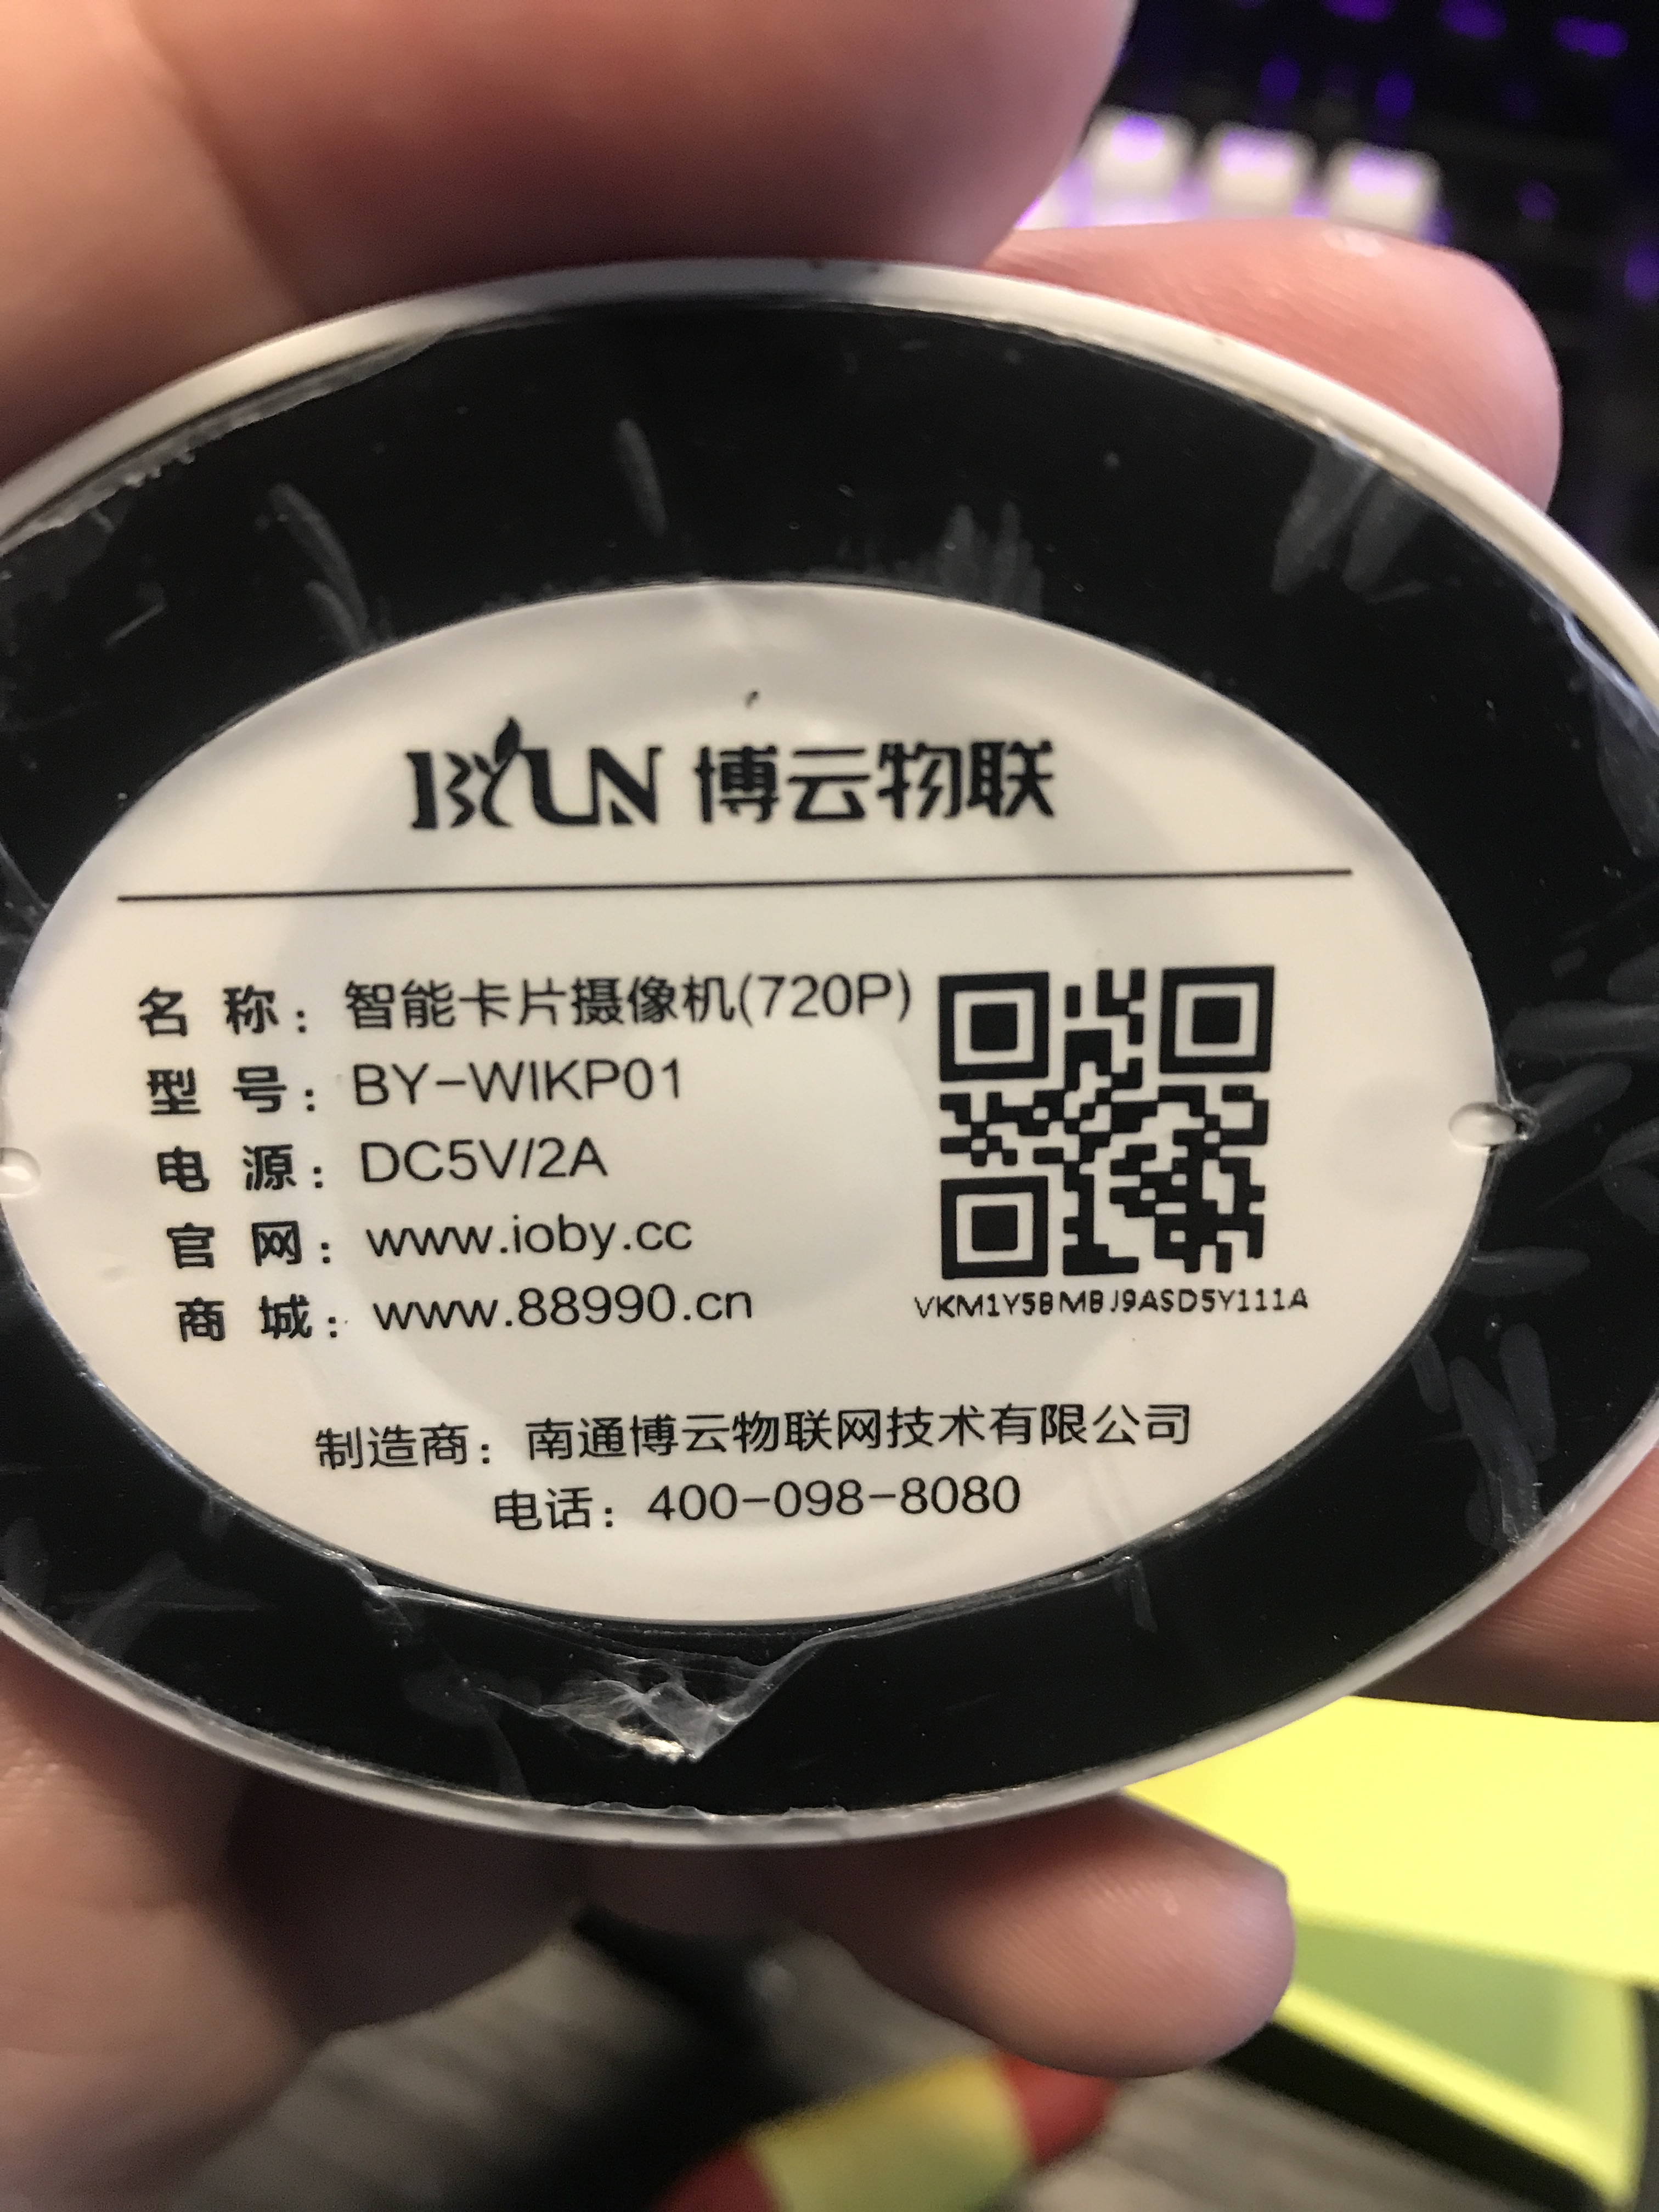 BYUN 博云物联
名 称：智能卡片摄像机(720P)
型 号：BY-WIKP01
电 源：DC5V/2A
官 网：www.ioby.cc
商 城：www.88990.cn
VKM1Y5BMBJ9ASD5Y111A
制造商：南通博云物联网技术有限公司
电话：400-098-8080